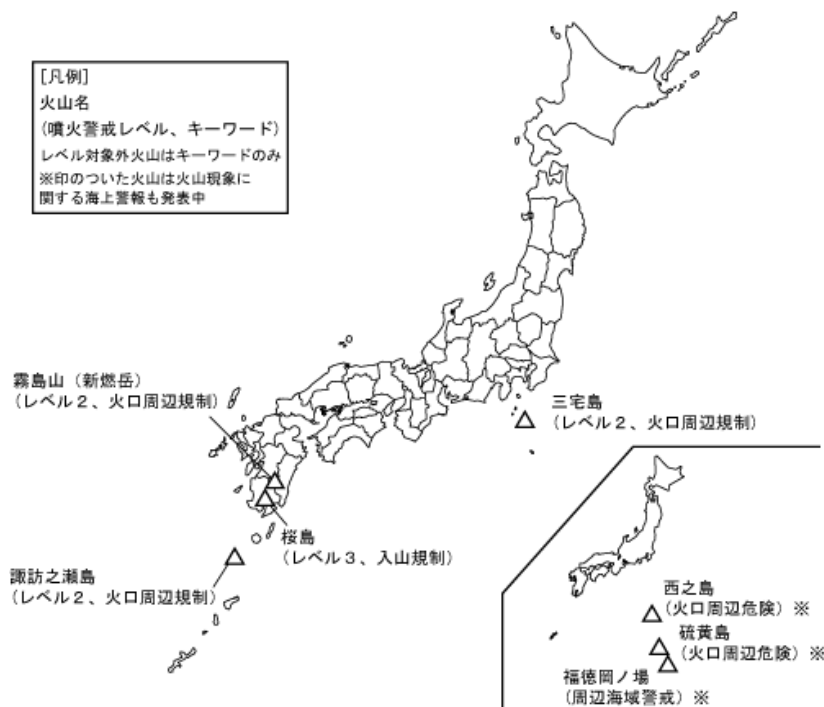 [凡例]
火山名
(噴火警戒レベル、キーワード)
レベル対象外火山はキーワードのみ
※印のついた火山は火山現象に
関する海上警報も発表中
霧島山（新燃岳）
(レベル２、火口周辺規制)
三宅島
(レベル２、火口周辺規制)
桜島
(レベル３、入山規制)
諏訪之瀬島
(レベル２、火口周辺規制)
西之島
(火口周辺危険) ※
硫黄島
(火口周辺危険) ※
福徳岡ノ場
(周辺海域警戒) ※